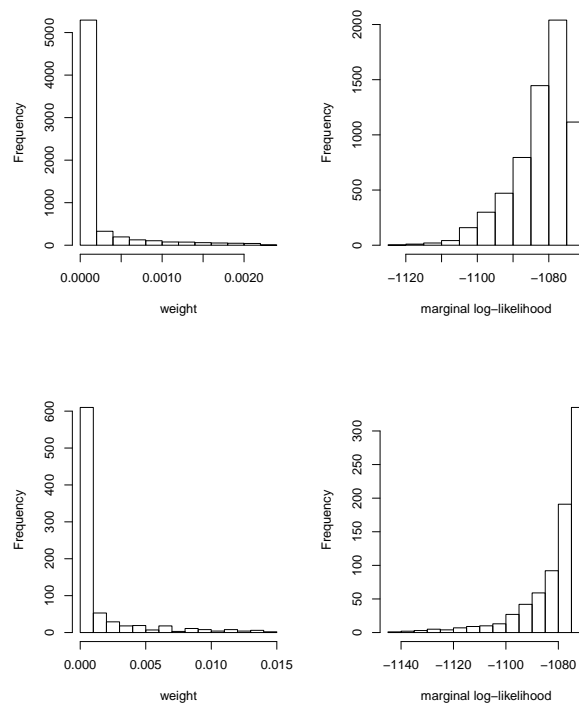 Frequency
0 1000 2000 3000 4000 5000
0.0000 0.0010 0.0020
weight
Frequency
0 500 1000 1500 2000
−1120 −1100 −1080
marginal log−likelihood
Frequency
0 100 200 300 400 500 600
0.000 0.005 0.010 0.015
weight
Frequency
0 50 100 150 200 250 300
−1140 −1120 −1100 −1080
marginal log−likelihood